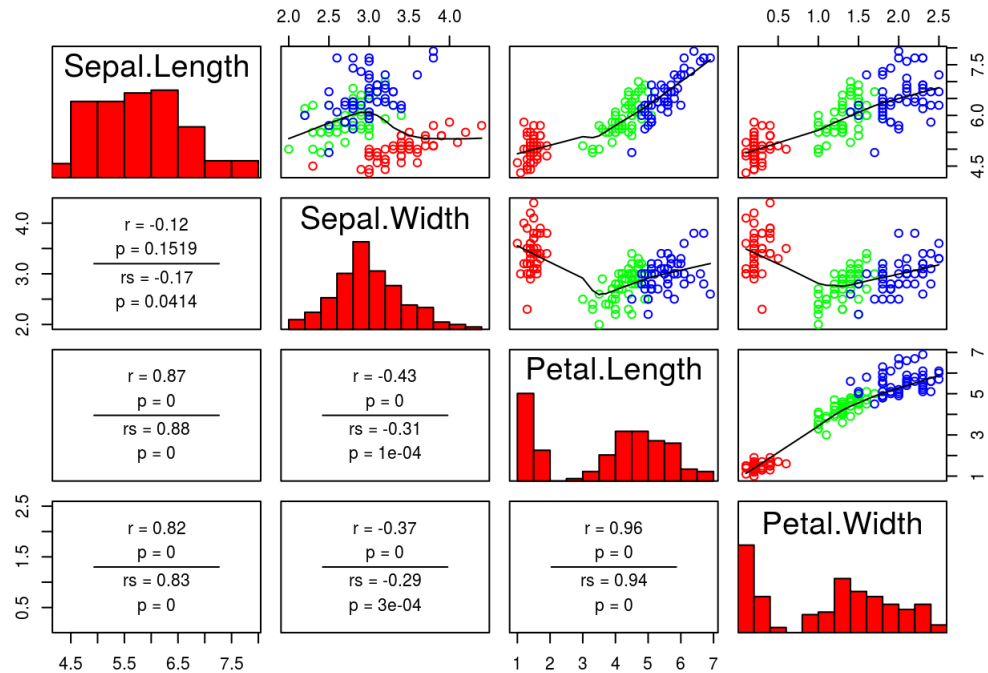 2.0 3.0 3.5 4.0
0.5 1.5 2.0 2.5
Sepal.Length
4.5 6.0 7.5
2.0 3.0 4.0
r = -0.12
p = 0.1519
rs = -0.17
p = 0.0414
Sepal.Width
r = 0.87
p = 0
rs = 0.88
p = 0
r = -0.43
p = 0
rs = -0.31
p = 1e-04
Petal.Length
1 3 5 7
0.5 1.5 2.5
r = 0.82
p = 0
rs = 0.83
p = 0
r = -0.37
p = 0
rs = -0.29
p = 3e-04
r = 0.96
p = 0
rs = 0.94
p = 0
Petal.Width
4.5 5.5 6.5 7.5
1 2 3 4 5 6 7